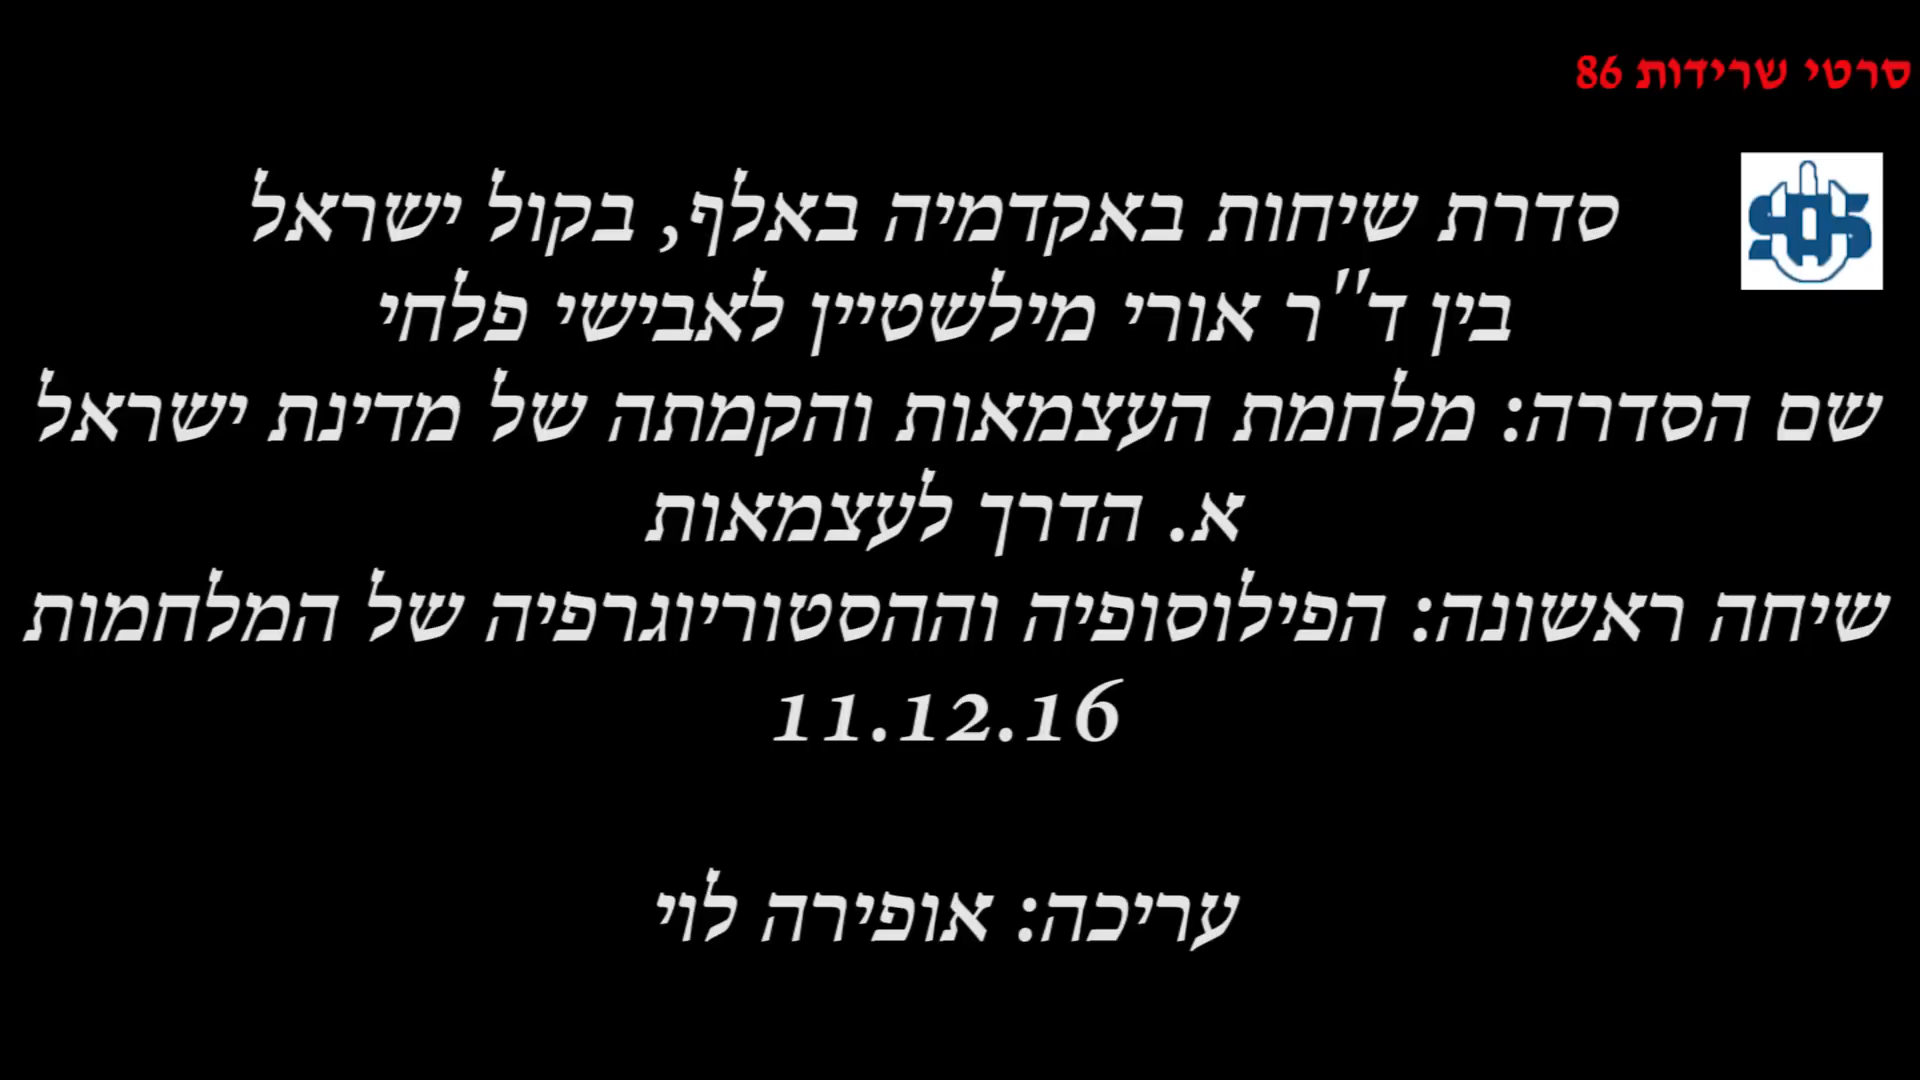 סרטי שרידות 86
סדרת שיחות באקדמיה באלף, בקול ישראל
בין ד"ר אורי מילשטיין לאבישי פלחי
שם הסדרה: מלחמת העצמאות והקמתה של מדינת ישראל
א. הדרך לעצמאות
שיחה ראשונה: הפילוסופיה וההסטוריוגרפיה של המלחמות
11.12.16
עריכה: אופירה לוי
SOS